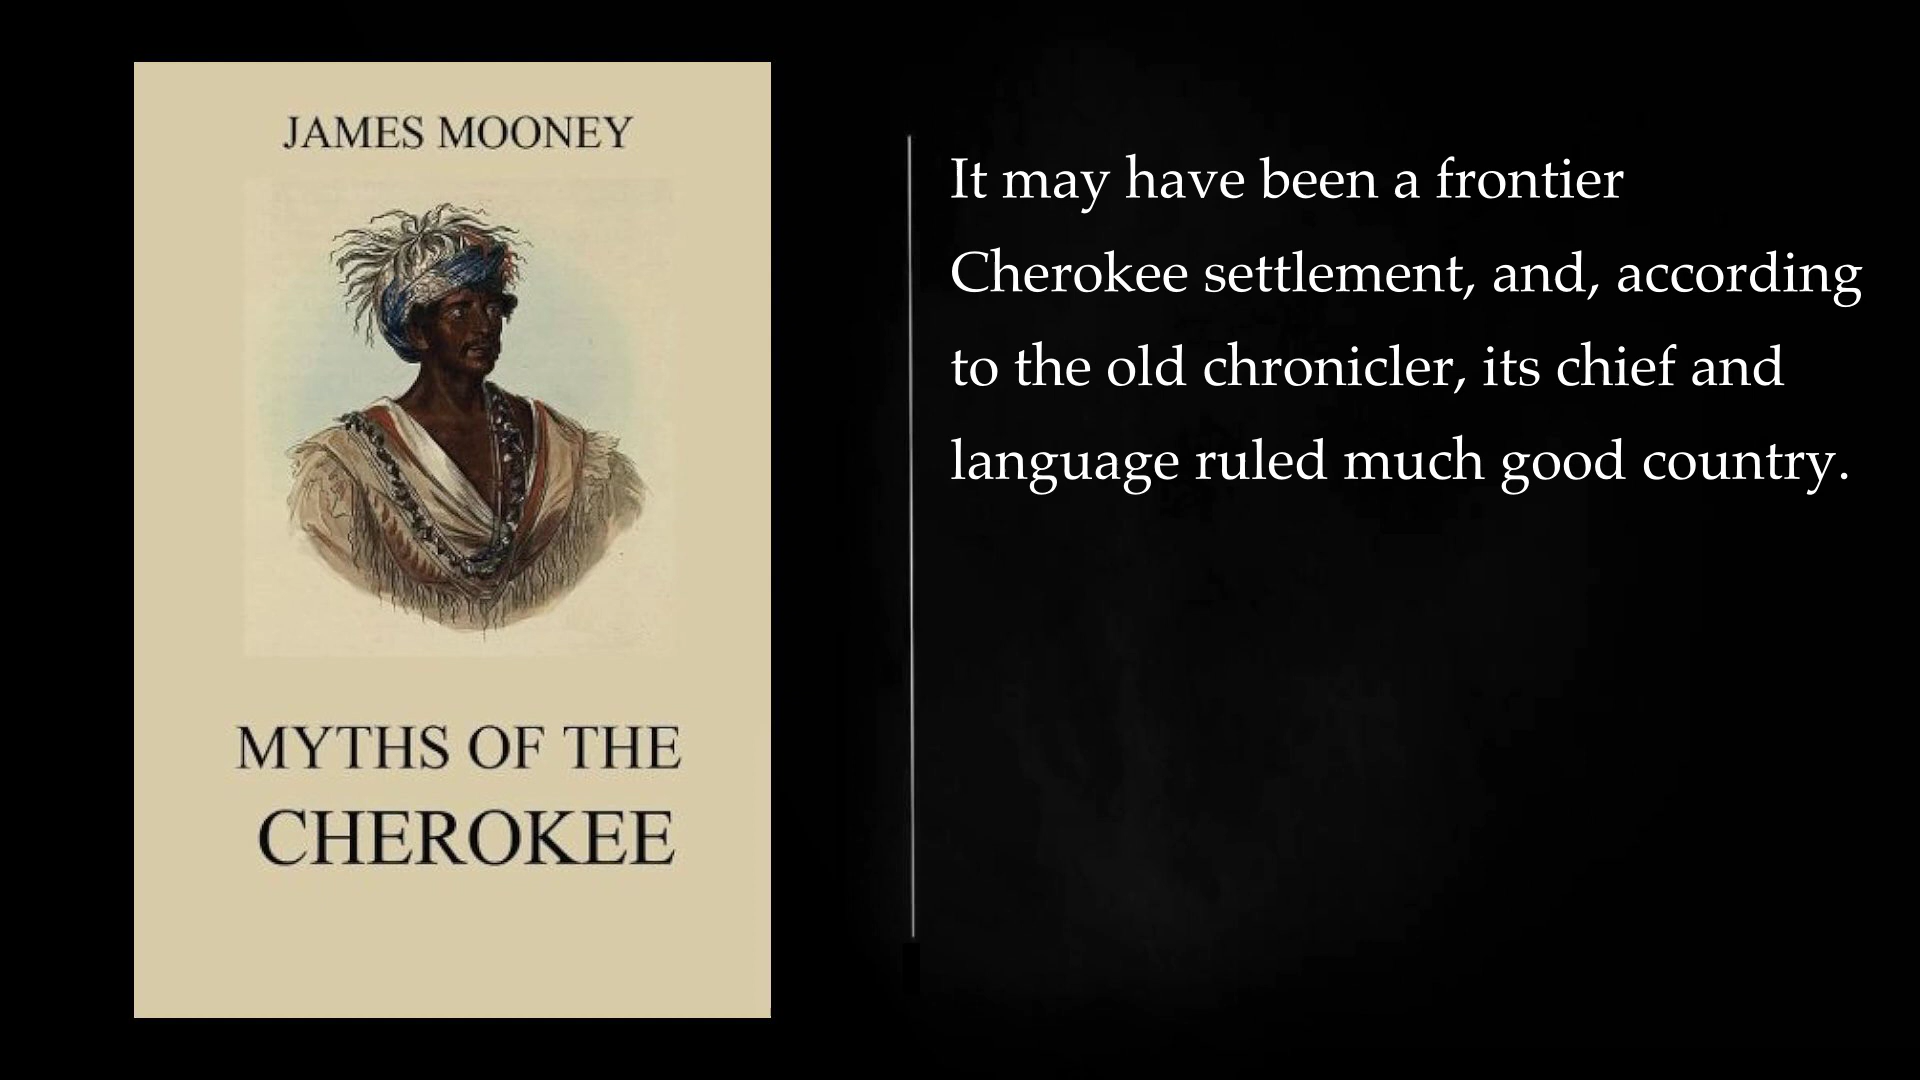 JAMES MOONEY
MYTHS OF THE
CHEROKEE
It may have been a frontier
Cherokee settlement, and, according
to the old chronicler, its chief and
language ruled much good country.